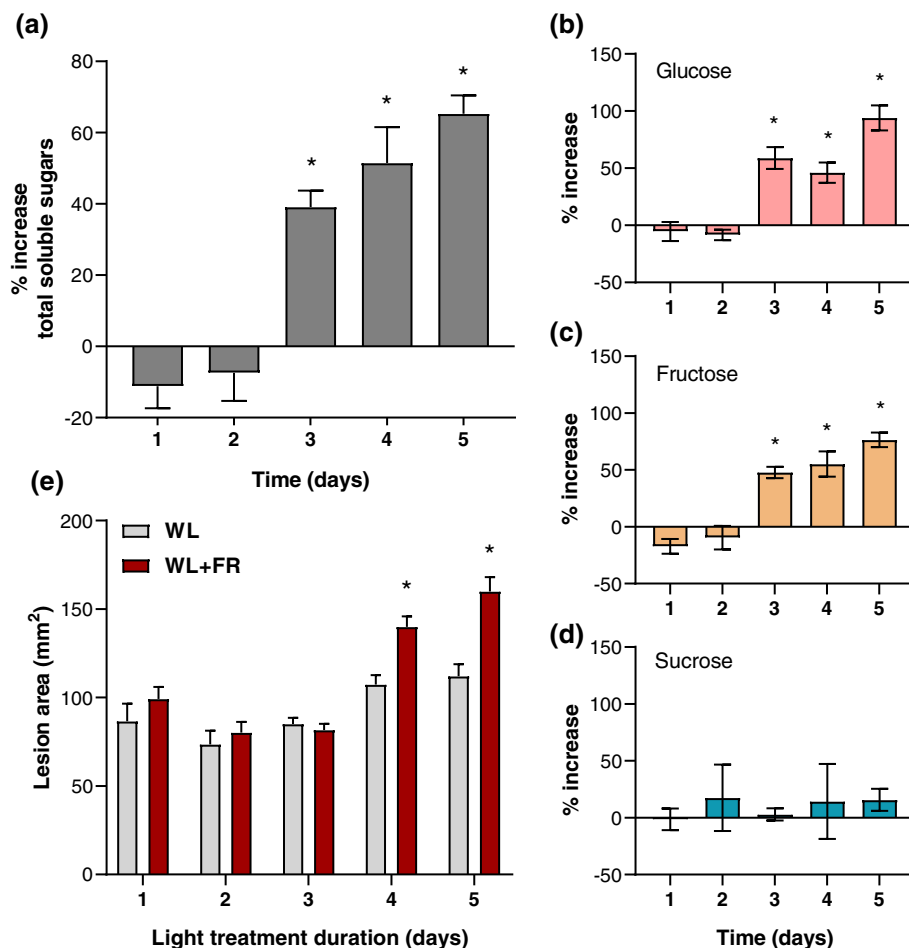 (a)
% increase
total soluble sugars
80
60
40
20
0
-20
* * *
1 2 3 4 5
Time (days)
(b)
Glucose
% increase
150
100
50
0
-50
* * *
1 2 3 4 5
(c)
Fructose
% increase
150
100
50
0
-50
* * *
1 2 3 4 5
(d)
Sucrose
% increase
150
100
50
0
-50
1 2 3 4 5
Time (days)
(e)
WL
WL+FR
Lesion area (mm²)
200
150
100
50
0
* *
1 2 3 4 5
Light treatment duration (days)